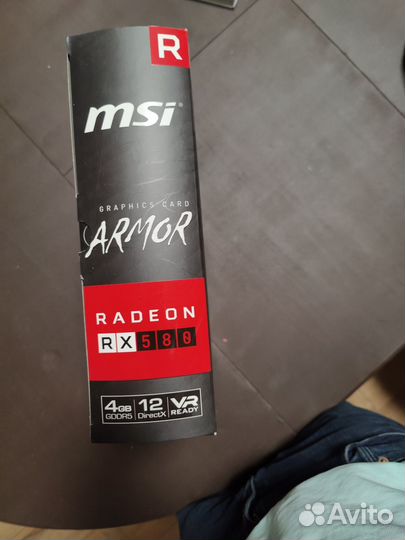 R
msi
GRAPHICS CARD
ARMOR
RADEON
RX 580
4GB GDDR5 12 DirectX VR READY
Avito